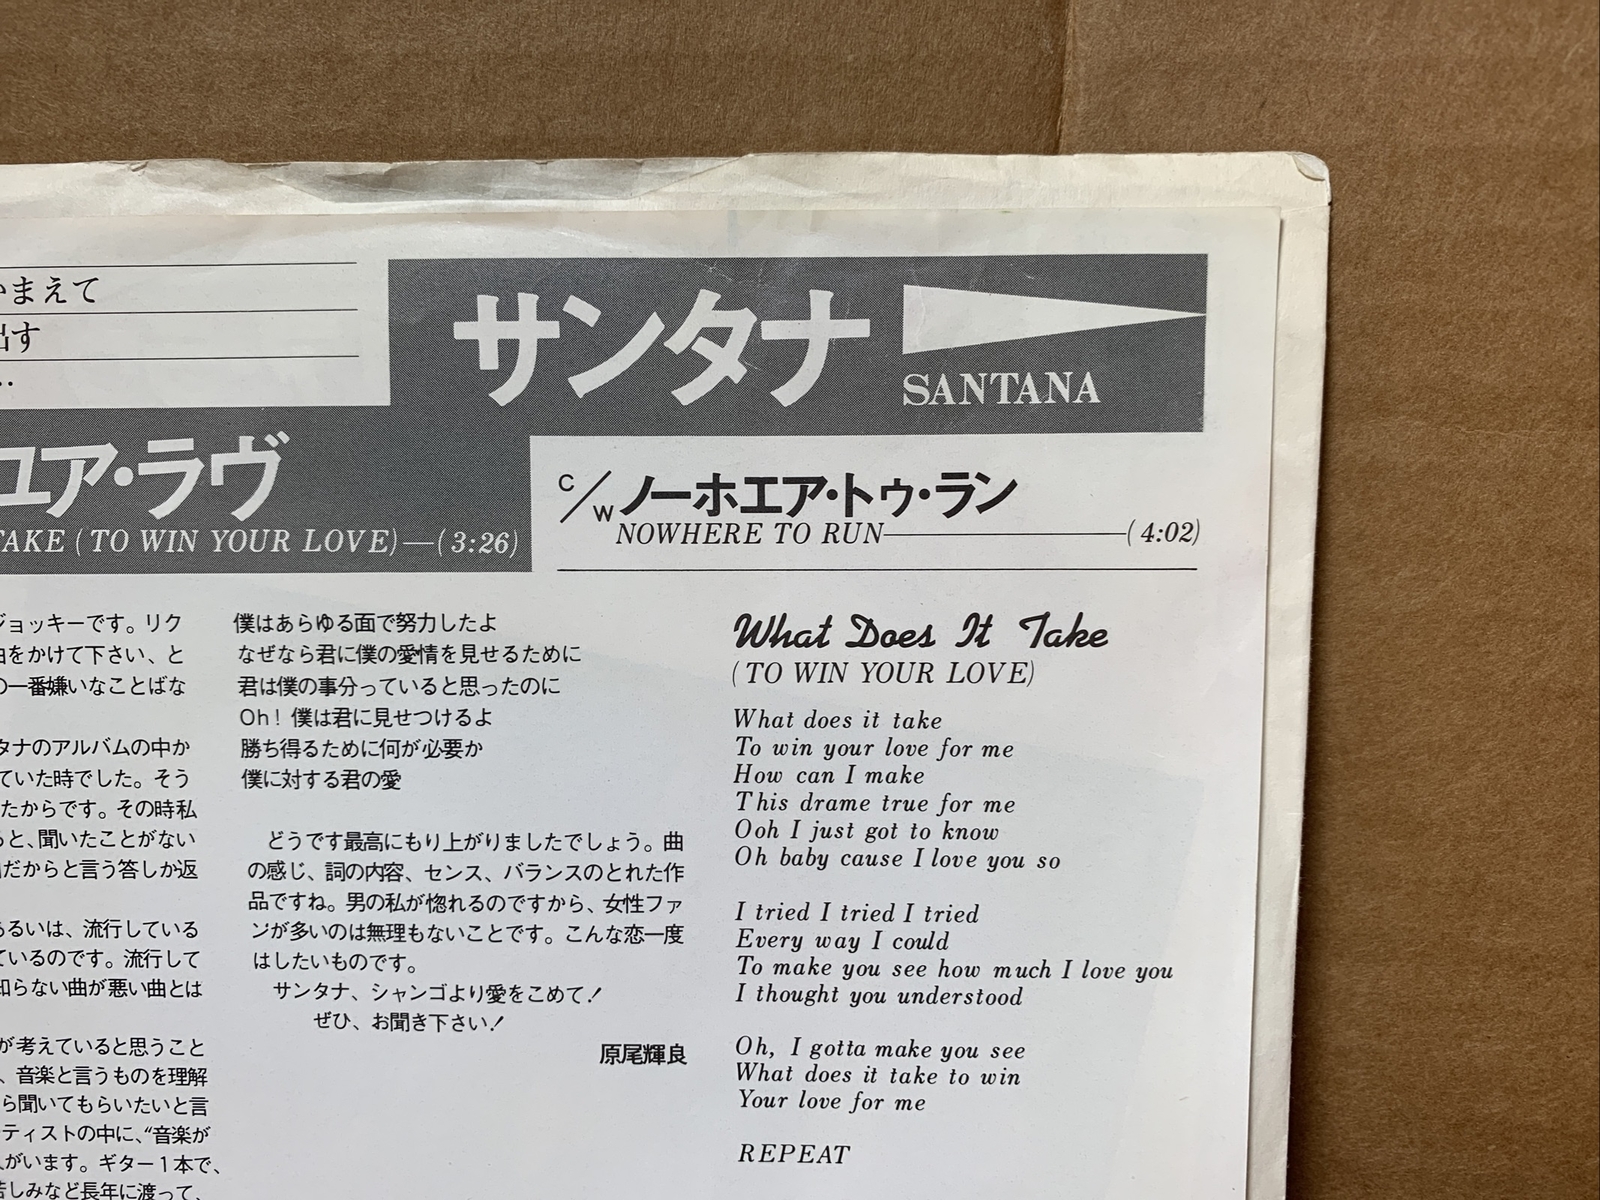 まえて
す
‥
サンタナ
SANTANA
ユア・ラヴ
TAKE (TO WIN YOUR LOVE)—(3:26)
C/W ノーホエア・トゥ・ラン
NOWHERE TO RUN————(4:02)
ジョッキーです。リク
をかけて下さい、と
の一番嫌いなことばな
タナのアルバムの中か
ていた時でした。そう
たからです。その時私
ると、聞いたことがない
だからと言う答しか返
あるいは、流行している
ているのです。流行して
知らない曲が悪い曲とは
が考えていると思うこと
、音楽と言うものを理解
ら聞いてもらいたいと言
ティストの中に、“音楽が
がいます。ギター1本で、
しみなど長年に渡って、
僕はあらゆる面で努力したよ
なぜなら君に僕の愛情を見せるために
君は僕の事分っていると思ったのに
Oh! 僕は君に見せつけるよ
勝ち得るために何が必要か
僕に対する君の愛
どうです最高にもり上がりましたでしょう。曲
の感じ、詞の内容、センス、バランスのとれた作
品ですね。男の私が惚れるのですから、女性ファ
ンが多いのは無理もないことです。こんな恋一度
はしたいものです。
サンタナ、シャンゴより愛をこめて!
ぜひ、お聞き下さい!
原尾輝良
What Does It Take
(TO WIN YOUR LOVE)
What does it take
To win your love for me
How can I make
This drame true for me
Ooh I just got to know
Oh baby cause I love you so
I tried I tried I tried
Every way I could
To make you see how much I love you
I thought you understood
Oh, I gotta make you see
What does it take to win
Your love for me
REPEAT